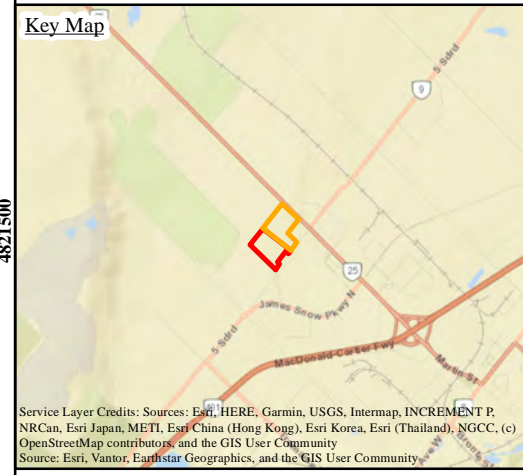 Key Map
5 Sdrd
9
4821500
25
James Snow Pkwy N
5 Sdrd
MacDonald-Cartier Fwy
Martin St
401
8
Service Layer Credits: Sources: Esri, HERE, Garmin, USGS, Intermap, INCREMENT P,
NRCan, Esri Japan, METI, Esri China (Hong Kong), Esri Korea, Esri (Thailand), NGCC, (c)
OpenStreetMap contributors, and the GIS User Community
Source: Esri, Vantor, Earthstar Geographics, and the GIS User Community